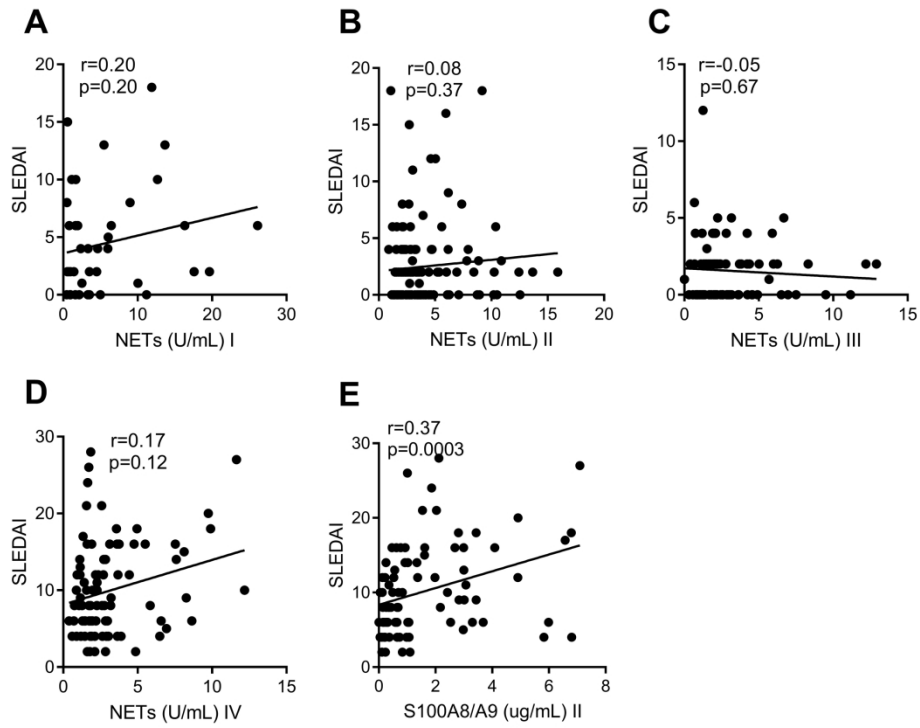 A
r=0.20
p=0.20
SLEDAI
20
15
10
5
0
0 10 20 30
NETs (U/mL) I
B
r=0.08
p=0.37
SLEDAI
20
15
10
5
0
0 5 10 15 20
NETs (U/mL) II
C
r=-0.05
p=0.67
SLEDAI
15
10
5
0
0 5 10 15
NETs (U/mL) III
D
r=0.17
p=0.12
SLEDAI
30
20
10
0
0 5 10 15
NETs (U/mL) IV
E
r=0.37
p=0.0003
SLEDAI
30
20
10
0
0 2 4 6 8
S100A8/A9 (ug/mL) II